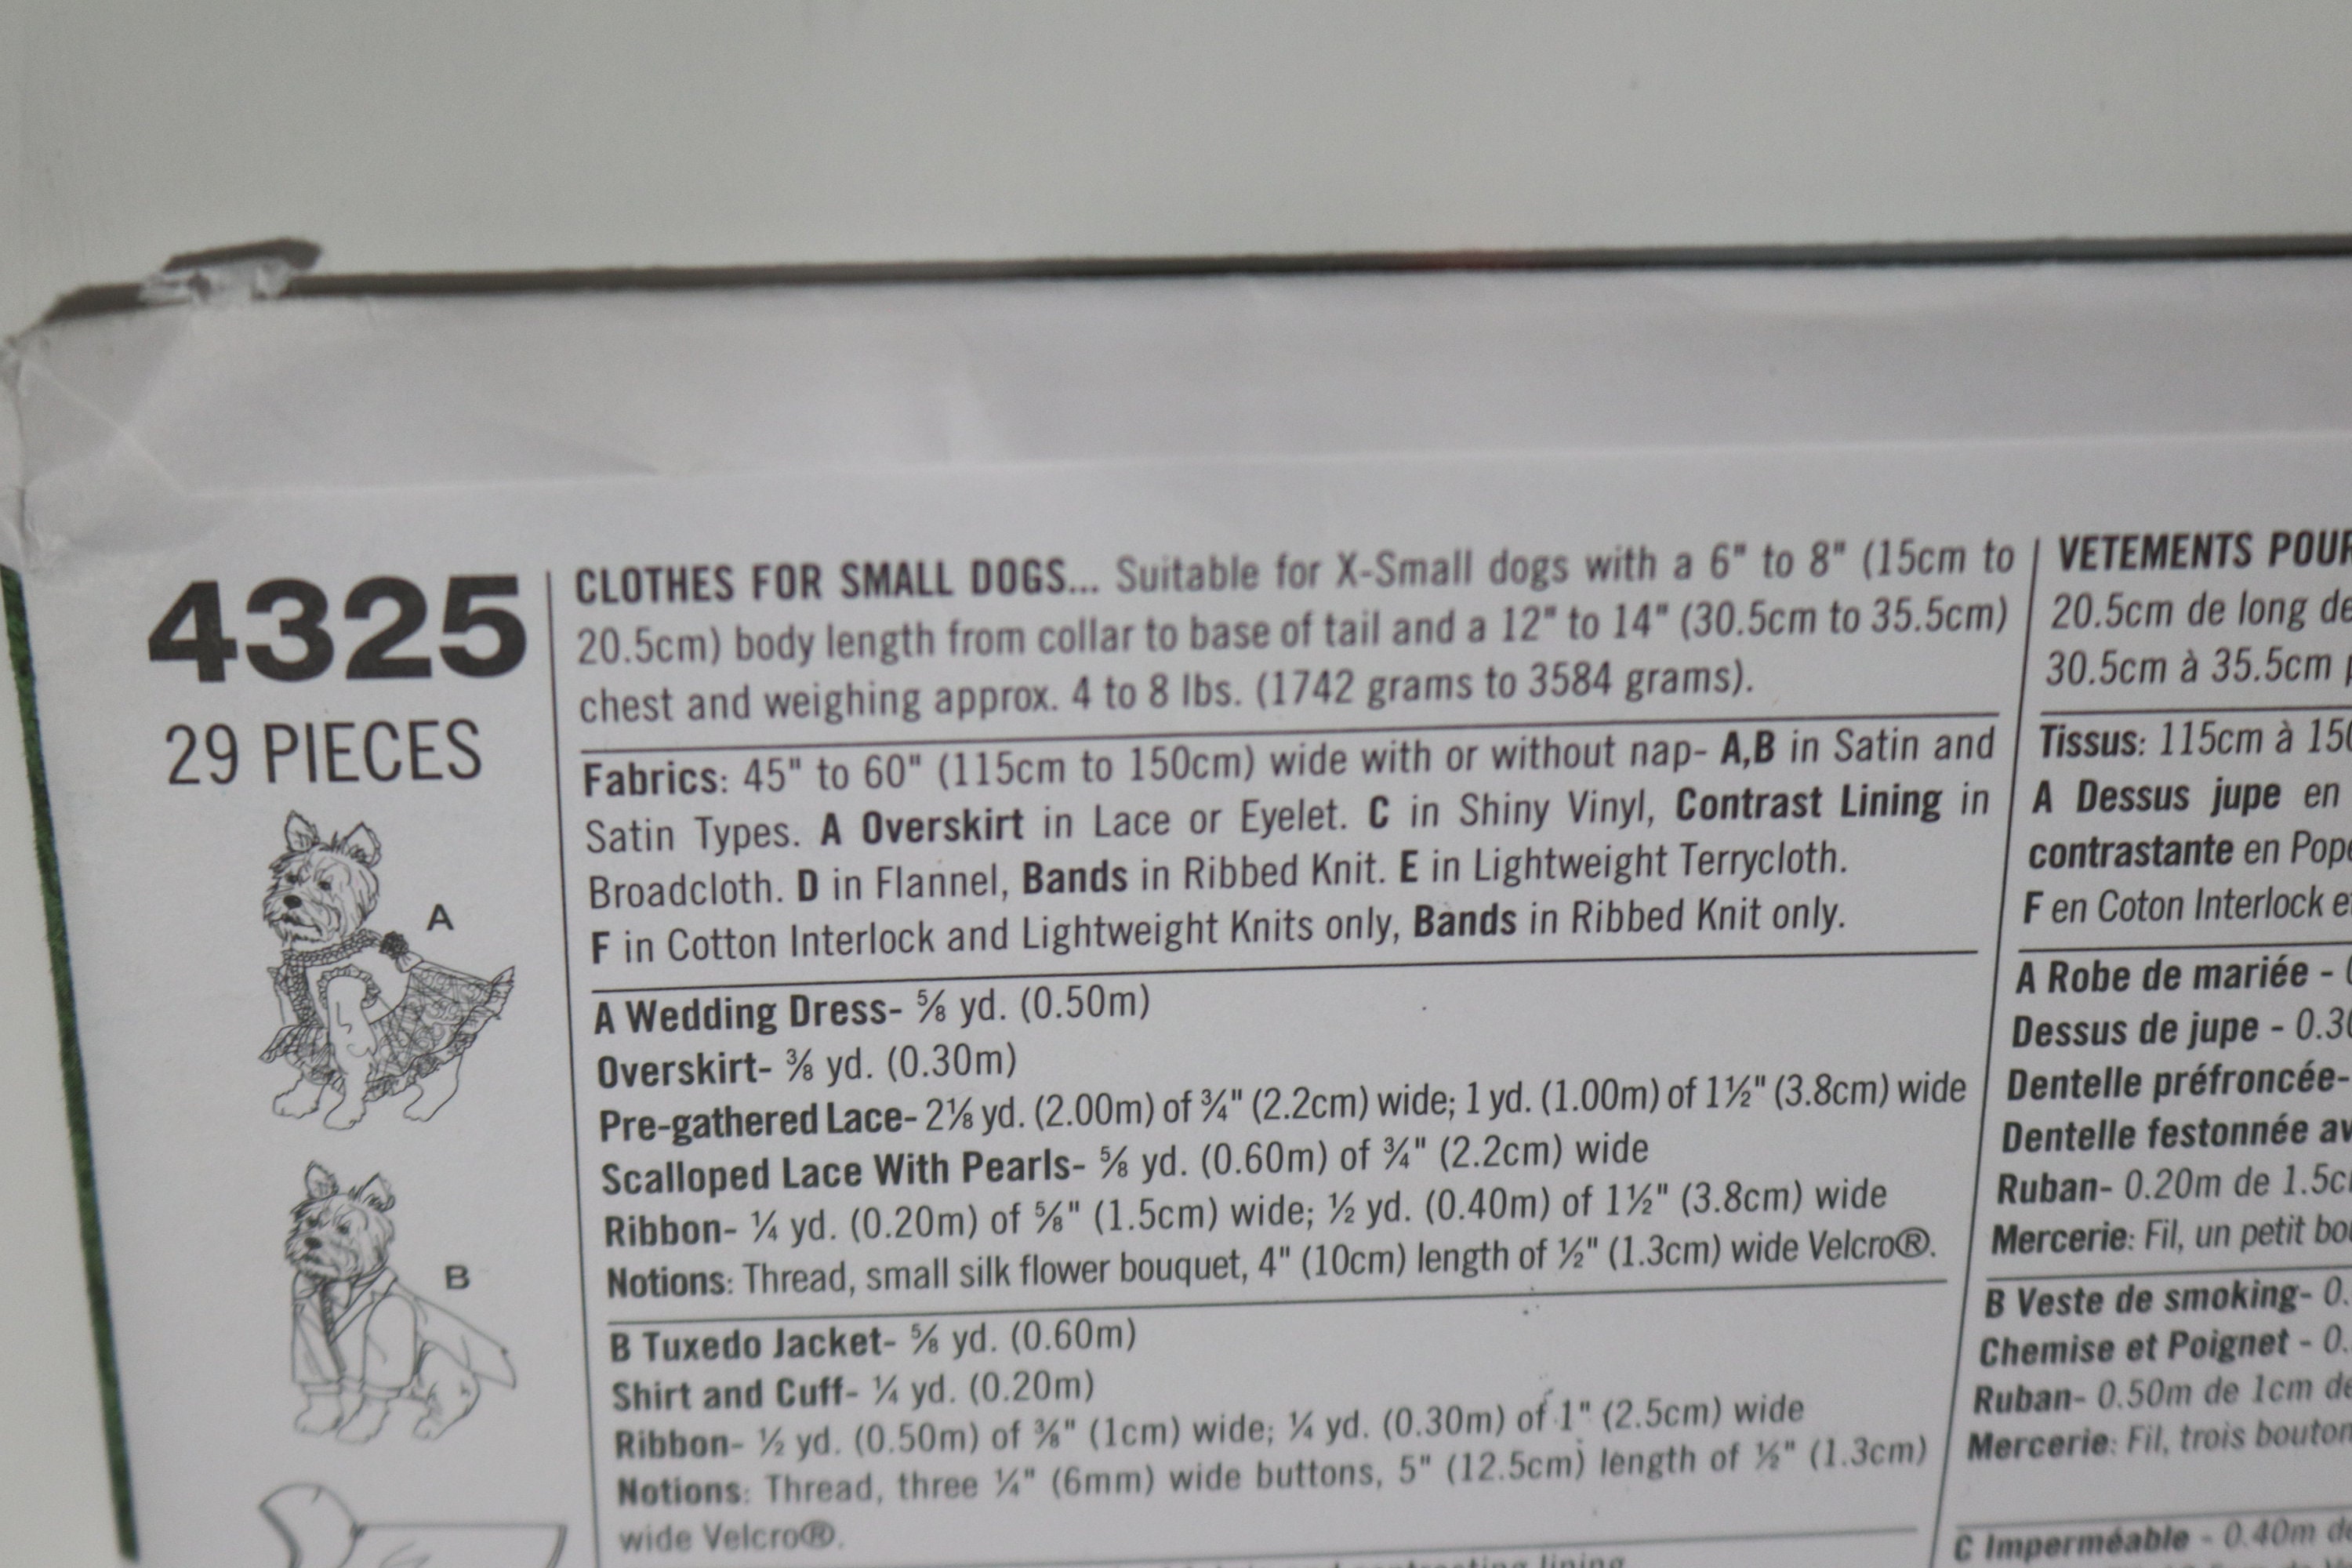 4325
29 PIECES
A
B
CLOTHES FOR SMALL DOGS... Suitable for X-Small dogs with a 6" to 8" (15cm to
20.5cm) body length from collar to base of tail and a 12" to 14" (30.5cm to 35.5cm)
chest and weighing approx. 4 to 8 lbs. (1742 grams to 3584 grams).
Fabrics: 45" to 60" (115cm to 150cm) wide with or without nap- A,B in Satin and
Satin Types. A Overskirt in Lace or Eyelet. C in Shiny Vinyl, Contrast Lining in
Broadcloth. D in Flannel, Bands in Ribbed Knit. E in Lightweight Terrycloth.
F in Cotton Interlock and Lightweight Knits only, Bands in Ribbed Knit only.
A Wedding Dress- ⅝ yd. (0.50m)
Overskirt- ⅜ yd. (0.30m)
Pre-gathered Lace- 2⅛ yd. (2.00m) of ¾" (2.2cm) wide; 1 yd. (1.00m) of 1½" (3.8cm) wide
Scalloped Lace With Pearls- ⅝ yd. (0.60m) of ¾" (2.2cm) wide
Ribbon- ¼ yd. (0.20m) of ⅝" (1.5cm) wide; ½ yd. (0.40m) of 1½" (3.8cm) wide
Notions: Thread, small silk flower bouquet, 4" (10cm) length of ½" (1.3cm) wide Velcro®.
B Tuxedo Jacket- ⅝ yd. (0.60m)
Shirt and Cuff- ¼ yd. (0.20m)
Ribbon- ½ yd. (0.50m) of ⅜" (1cm) wide; ¼ yd. (0.30m) of 1" (2.5cm) wide
Notions: Thread, three ¼" (6mm) wide buttons, 5" (12.5cm) length of ½" (1.3cm)
wide Velcro®.
lining
VETEMENTS POUR
20.5cm de long de
30.5cm à 35.5cm
Tissus: 115cm à
A Dessus jupe en
contrastante en
F en Coton Interlock
A Robe de mariée -
Dessus de jupe -
Dentelle préfroncée-
Dentelle festonnée
Ruban- 0.20m de
Mercerie: Fil, un petit
B Veste de smoking-
Chemise et Poignet -
Ruban- 0.50m de 1cm
Mercerie: Fil, trois
C Imperméable - 0.40m